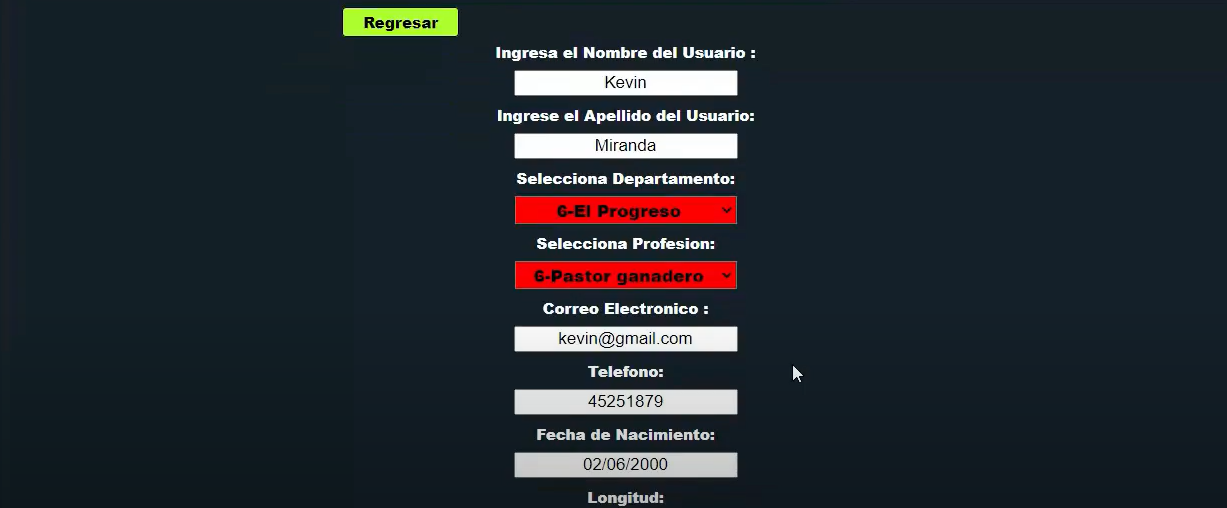 Regresar
Ingresa el Nombre del Usuario :
Kevin
Ingrese el Apellido del Usuario:
Miranda
Selecciona Departamento:
6-El Progreso
Selecciona Profesion:
6-Pastor ganadero
Correo Electronico :
kevin@gmail.com
Telefono:
45251879
Fecha de Nacimiento:
02/06/2000
Longitud: